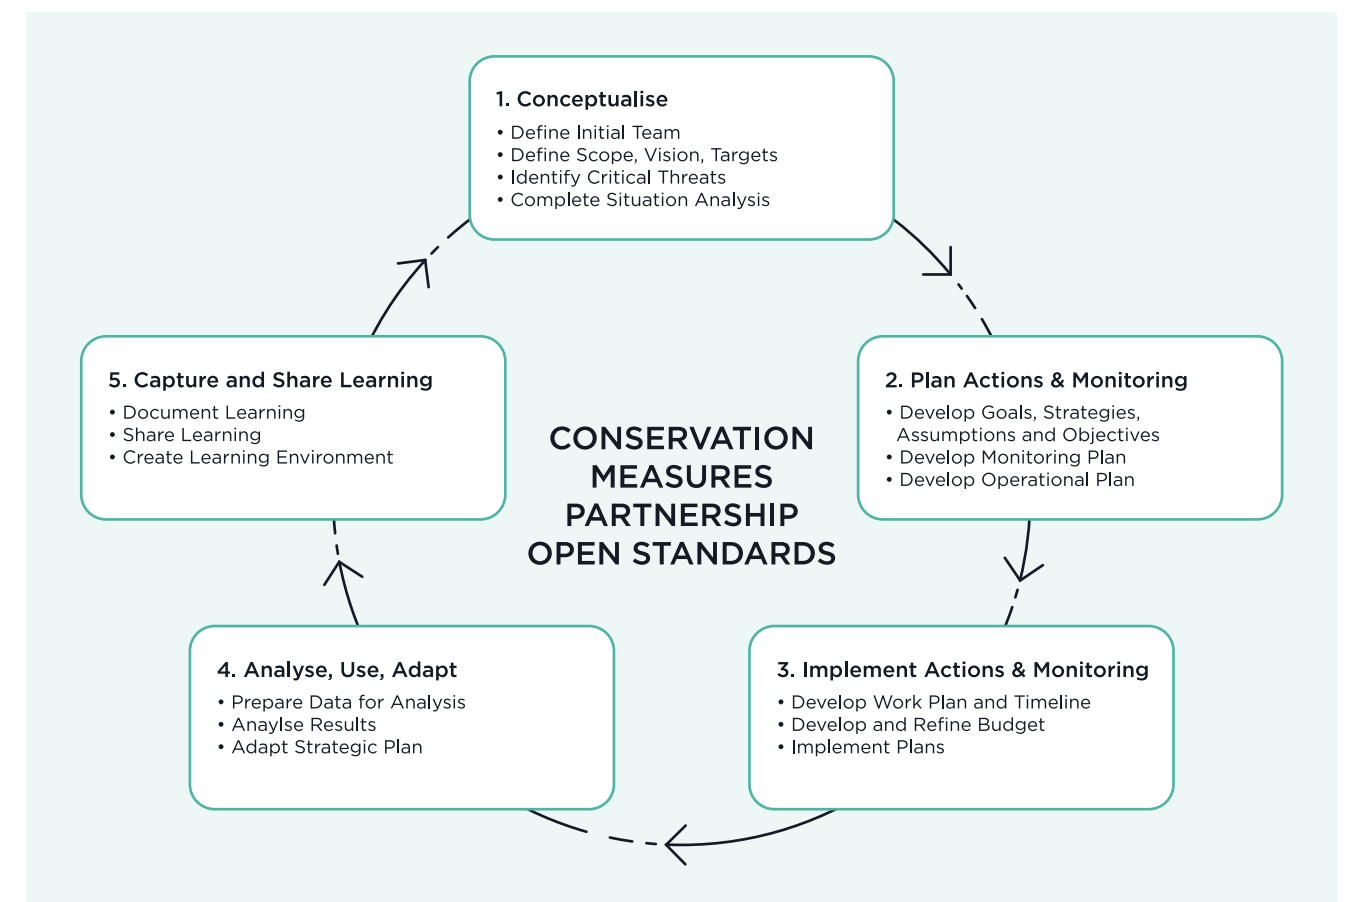 1. Conceptualise
• Define Initial Team
• Define Scope, Vision, Targets
• Identify Critical Threats
• Complete Situation Analysis
2. Plan Actions & Monitoring
• Develop Goals, Strategies,
Assumptions and Objectives
• Develop Monitoring Plan
• Develop Operational Plan
3. Implement Actions & Monitoring
• Develop Work Plan and Timeline
• Develop and Refine Budget
• Implement Plans
4. Analyse, Use, Adapt
• Prepare Data for Analysis
• Anaylse Results
• Adapt Strategic Plan
5. Capture and Share Learning
• Document Learning
• Share Learning
• Create Learning Environment
CONSERVATION
MEASURES
PARTNERSHIP
OPEN STANDARDS